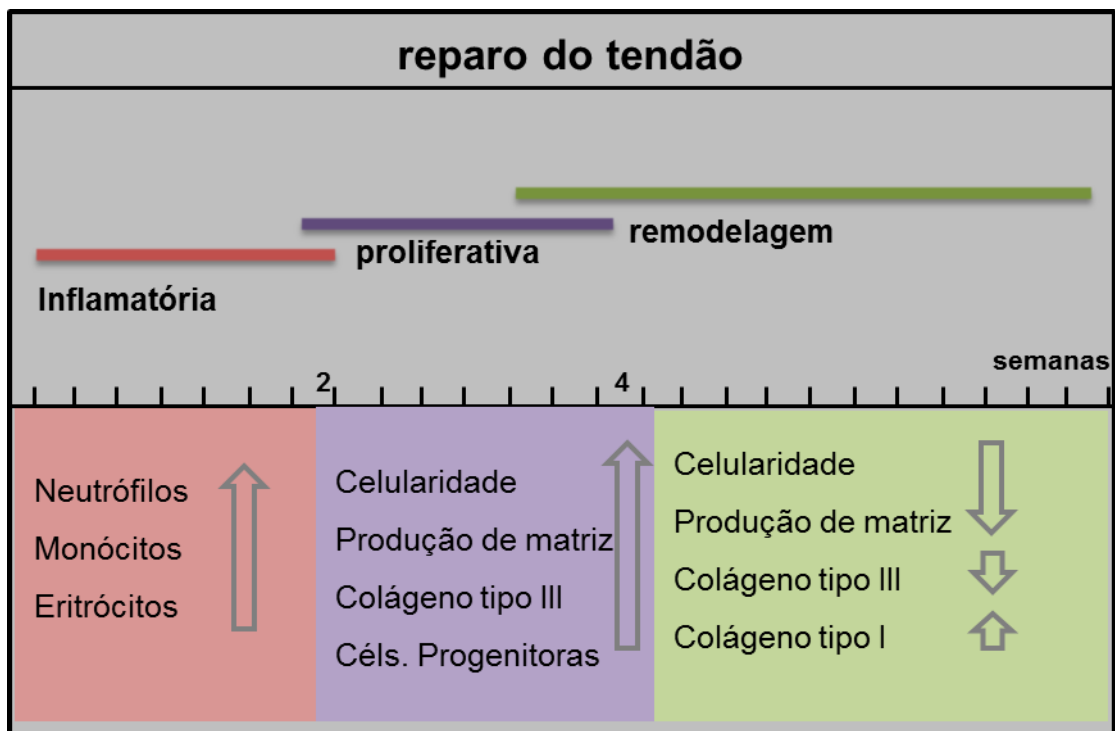 reparo do tendão
remodelagem
proliferativa
Inflamatória
semanas
2
4
Neutrófilos
Monócitos
Eritrócitos
Celularidade
Produção de matriz
Colágeno tipo III
Céls. Progenitoras
Celularidade
Produção de matriz
Colágeno tipo III
Colágeno tipo I